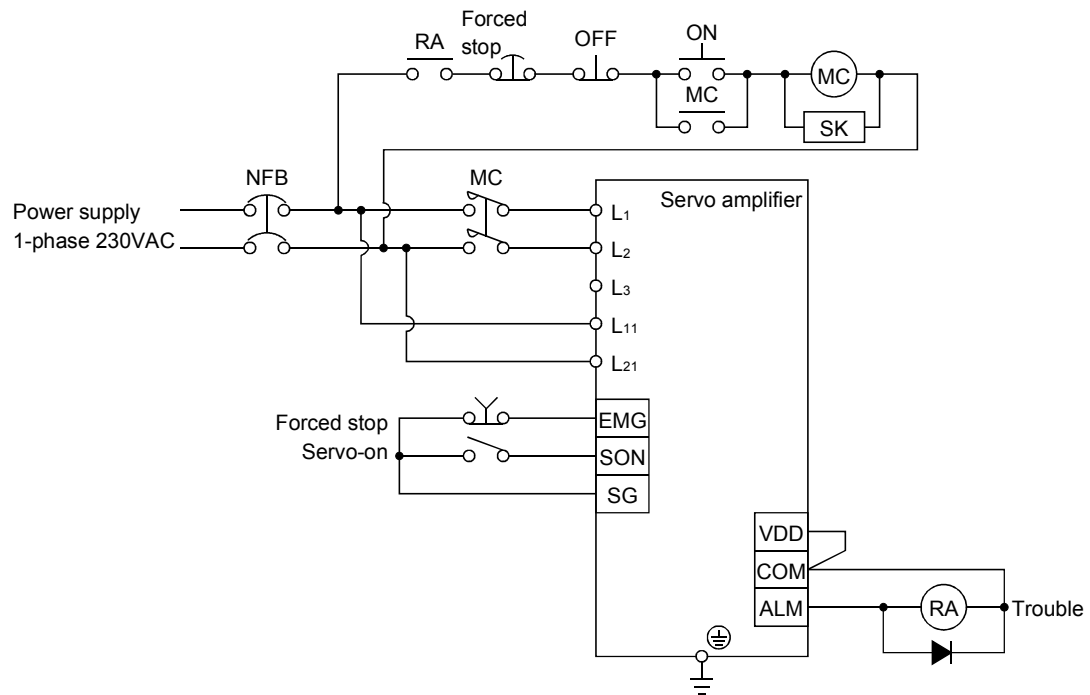 Forced
stop
RA
OFF
ON
MC
MC
SK
NFB
MC
Power supply
1-phase 230VAC
Servo amplifier
L1
L2
L3
L11
L21
Forced stop
Servo-on
EMG
SON
SG
VDD
COM
ALM
RA
Trouble